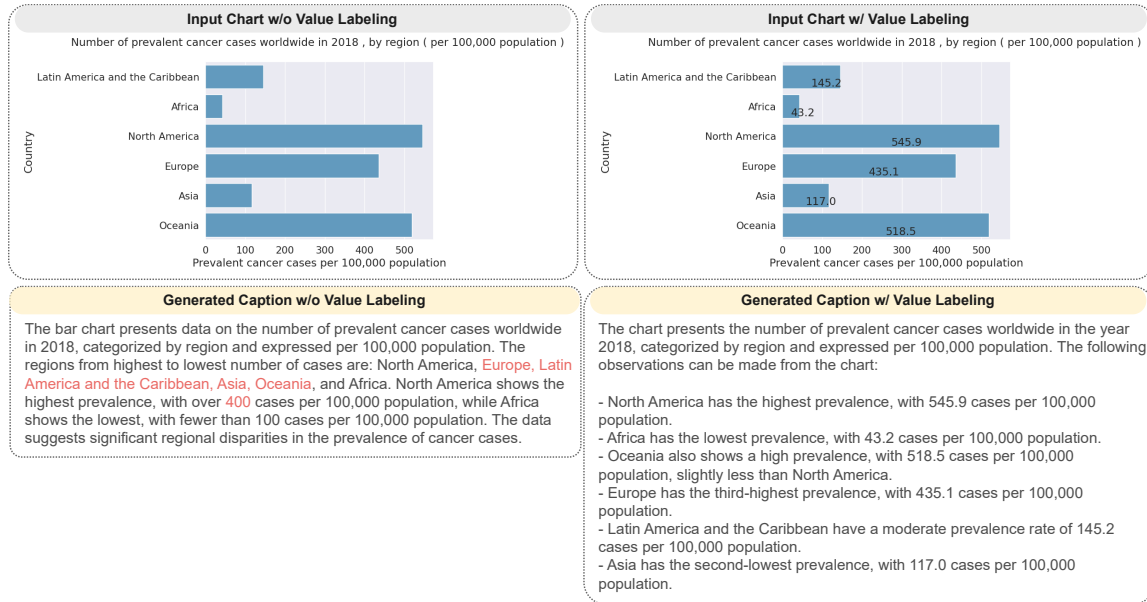 Input Chart w/o Value Labeling
Number of prevalent cancer cases worldwide in 2018 , by region ( per 100,000 population )
Country
Latin America and the Caribbean
Africa
North America
Europe
Asia
Oceania
0 100 200 300 400 500
Prevalent cancer cases per 100,000 population
Input Chart w/ Value Labeling
Number of prevalent cancer cases worldwide in 2018 , by region ( per 100,000 population )
Country
Latin America and the Caribbean 145.2
Africa 43.2
North America 545.9
Europe 435.1
Asia 117.0
Oceania 518.5
0 100 200 300 400 500
Prevalent cancer cases per 100,000 population
Generated Caption w/o Value Labeling
The bar chart presents data on the number of prevalent cancer cases worldwide
in 2018, categorized by region and expressed per 100,000 population. The
regions from highest to lowest number of cases are: North America, Europe, Latin
America and the Caribbean, Asia, Oceania, and Africa. North America shows the
highest prevalence, with over 400 cases per 100,000 population, while Africa
shows the lowest, with fewer than 100 cases per 100,000 population. The data
suggests significant regional disparities in the prevalence of cancer cases.
Generated Caption w/ Value Labeling
The chart presents the number of prevalent cancer cases worldwide in the year
2018, categorized by region and expressed per 100,000 population. The following
observations can be made from the chart:
- North America has the highest prevalence, with 545.9 cases per 100,000
population.
- Africa has the lowest prevalence, with 43.2 cases per 100,000 population.
- Oceania also shows a high prevalence, with 518.5 cases per 100,000
population, slightly less than North America.
- Europe has the third-highest prevalence, with 435.1 cases per 100,000
population.
- Latin America and the Caribbean have a moderate prevalence rate of 145.2
cases per 100,000 population.
- Asia has the second-lowest prevalence, with 117.0 cases per 100,000
population.